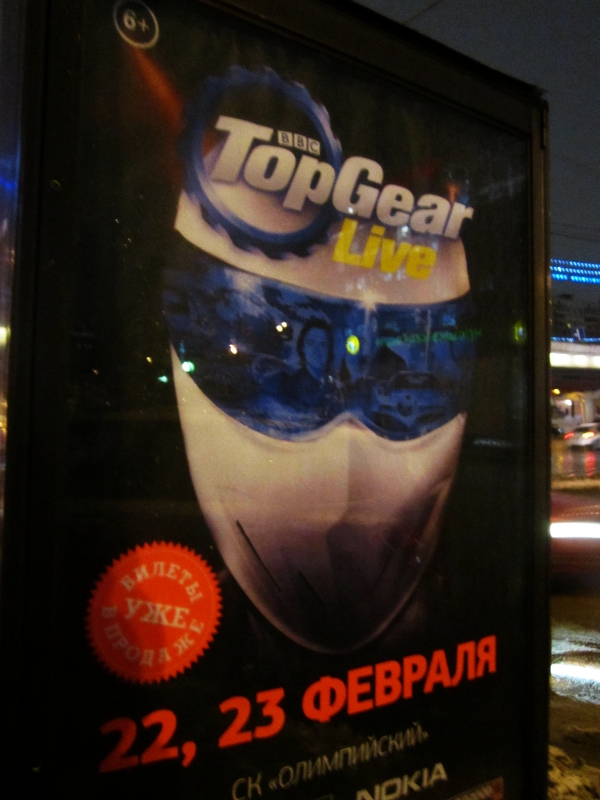 6+
BBC
TopGear
Live
БИЛЕТЫ
УЖЕ
В ПРОДАЖЕ
22, 23 ФЕВРАЛЯ
СК «ОЛИМПИЙСКИЙ»
NOKIA